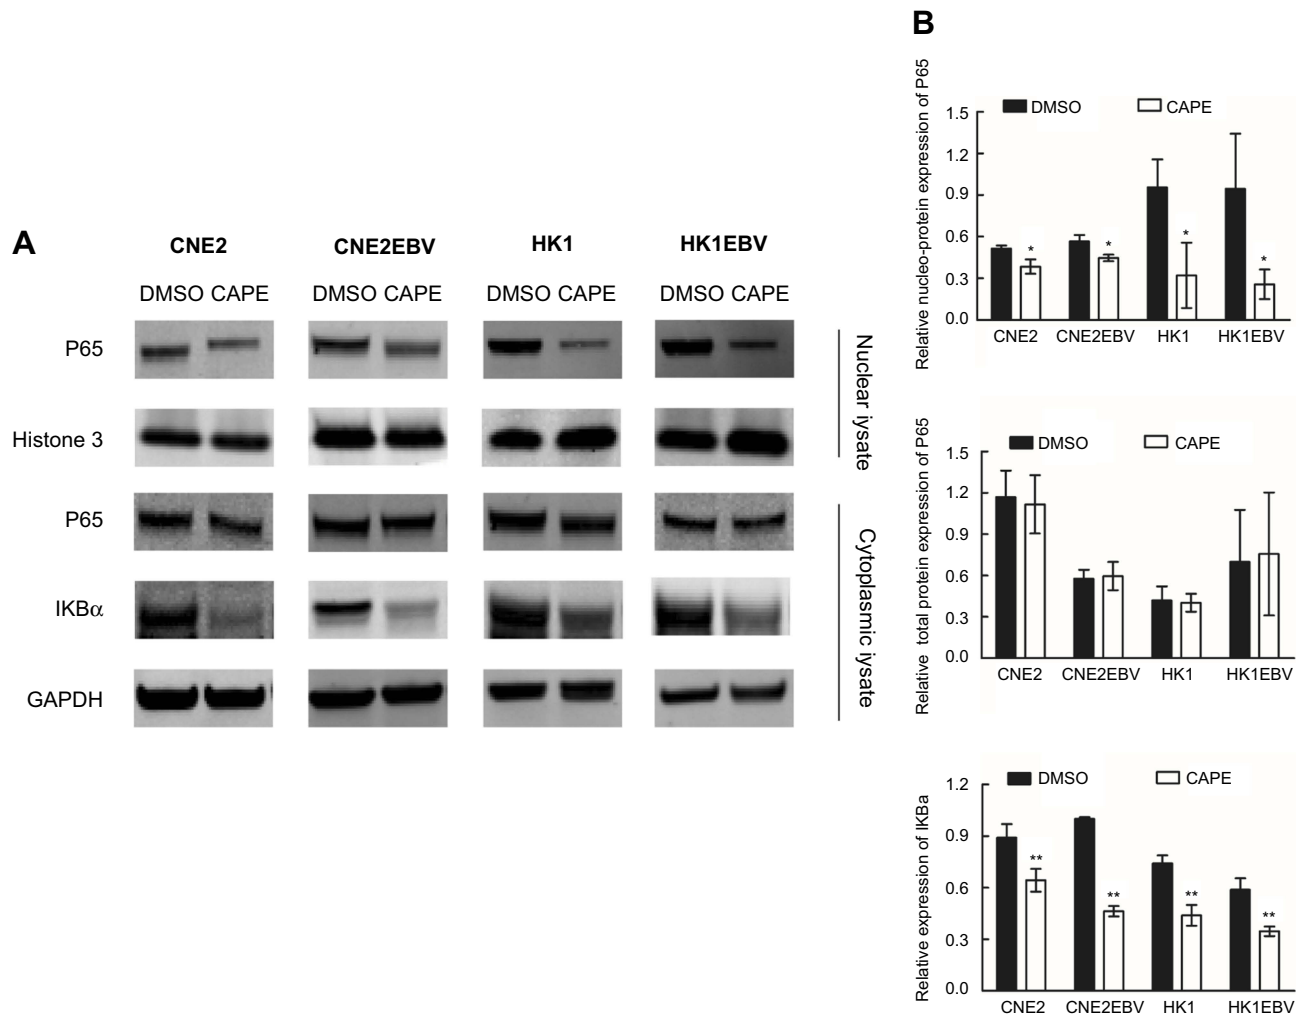 A
CNE2 CNE2EBV HK1 HK1EBV
DMSO CAPE DMSO CAPE DMSO CAPE DMSO CAPE
P65
Histone 3
P65
IKBα
GAPDH
Nuclear lysate
Cytoplasmic lysate
B
Relative nucleo-protein expression of P65
DMSO CAPE
1.5
1.2
0.9
0.6
0.3
0.0
* * * *
CNE2 CNE2EBV HK1 HK1EBV
Relative total protein expression of P65
DMSO CAPE
1.5
1.2
0.9
0.6
0.3
0.0
CNE2 CNE2EBV HK1 HK1EBV
Relative expression of IKBa
DMSO CAPE
1.2
0.9
0.6
0.3
0.0
** ** ** **
CNE2 CNE2EBV HK1 HK1EBV